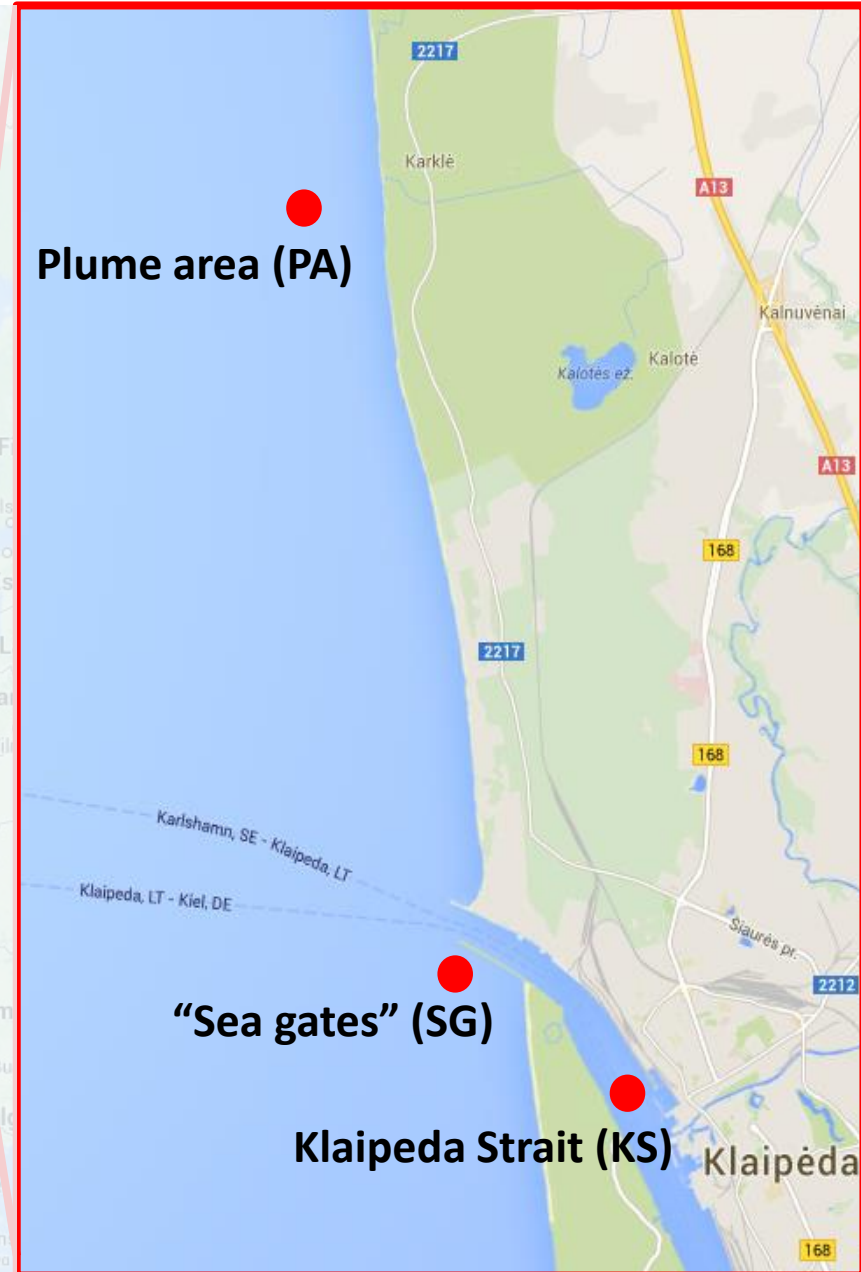 2217
Karklė
A13
Plume area (PA)
Kalnuvėnai
Kalotė
Kalotės ež.
A13
168
2217
168
Karlshamn, SE - Klaipeda, LT
Klaipeda, LT - Kiel, DE
Šiaurės pr.
2212
“Sea gates” (SG)
Klaipeda Strait (KS)
Klaipėda
168